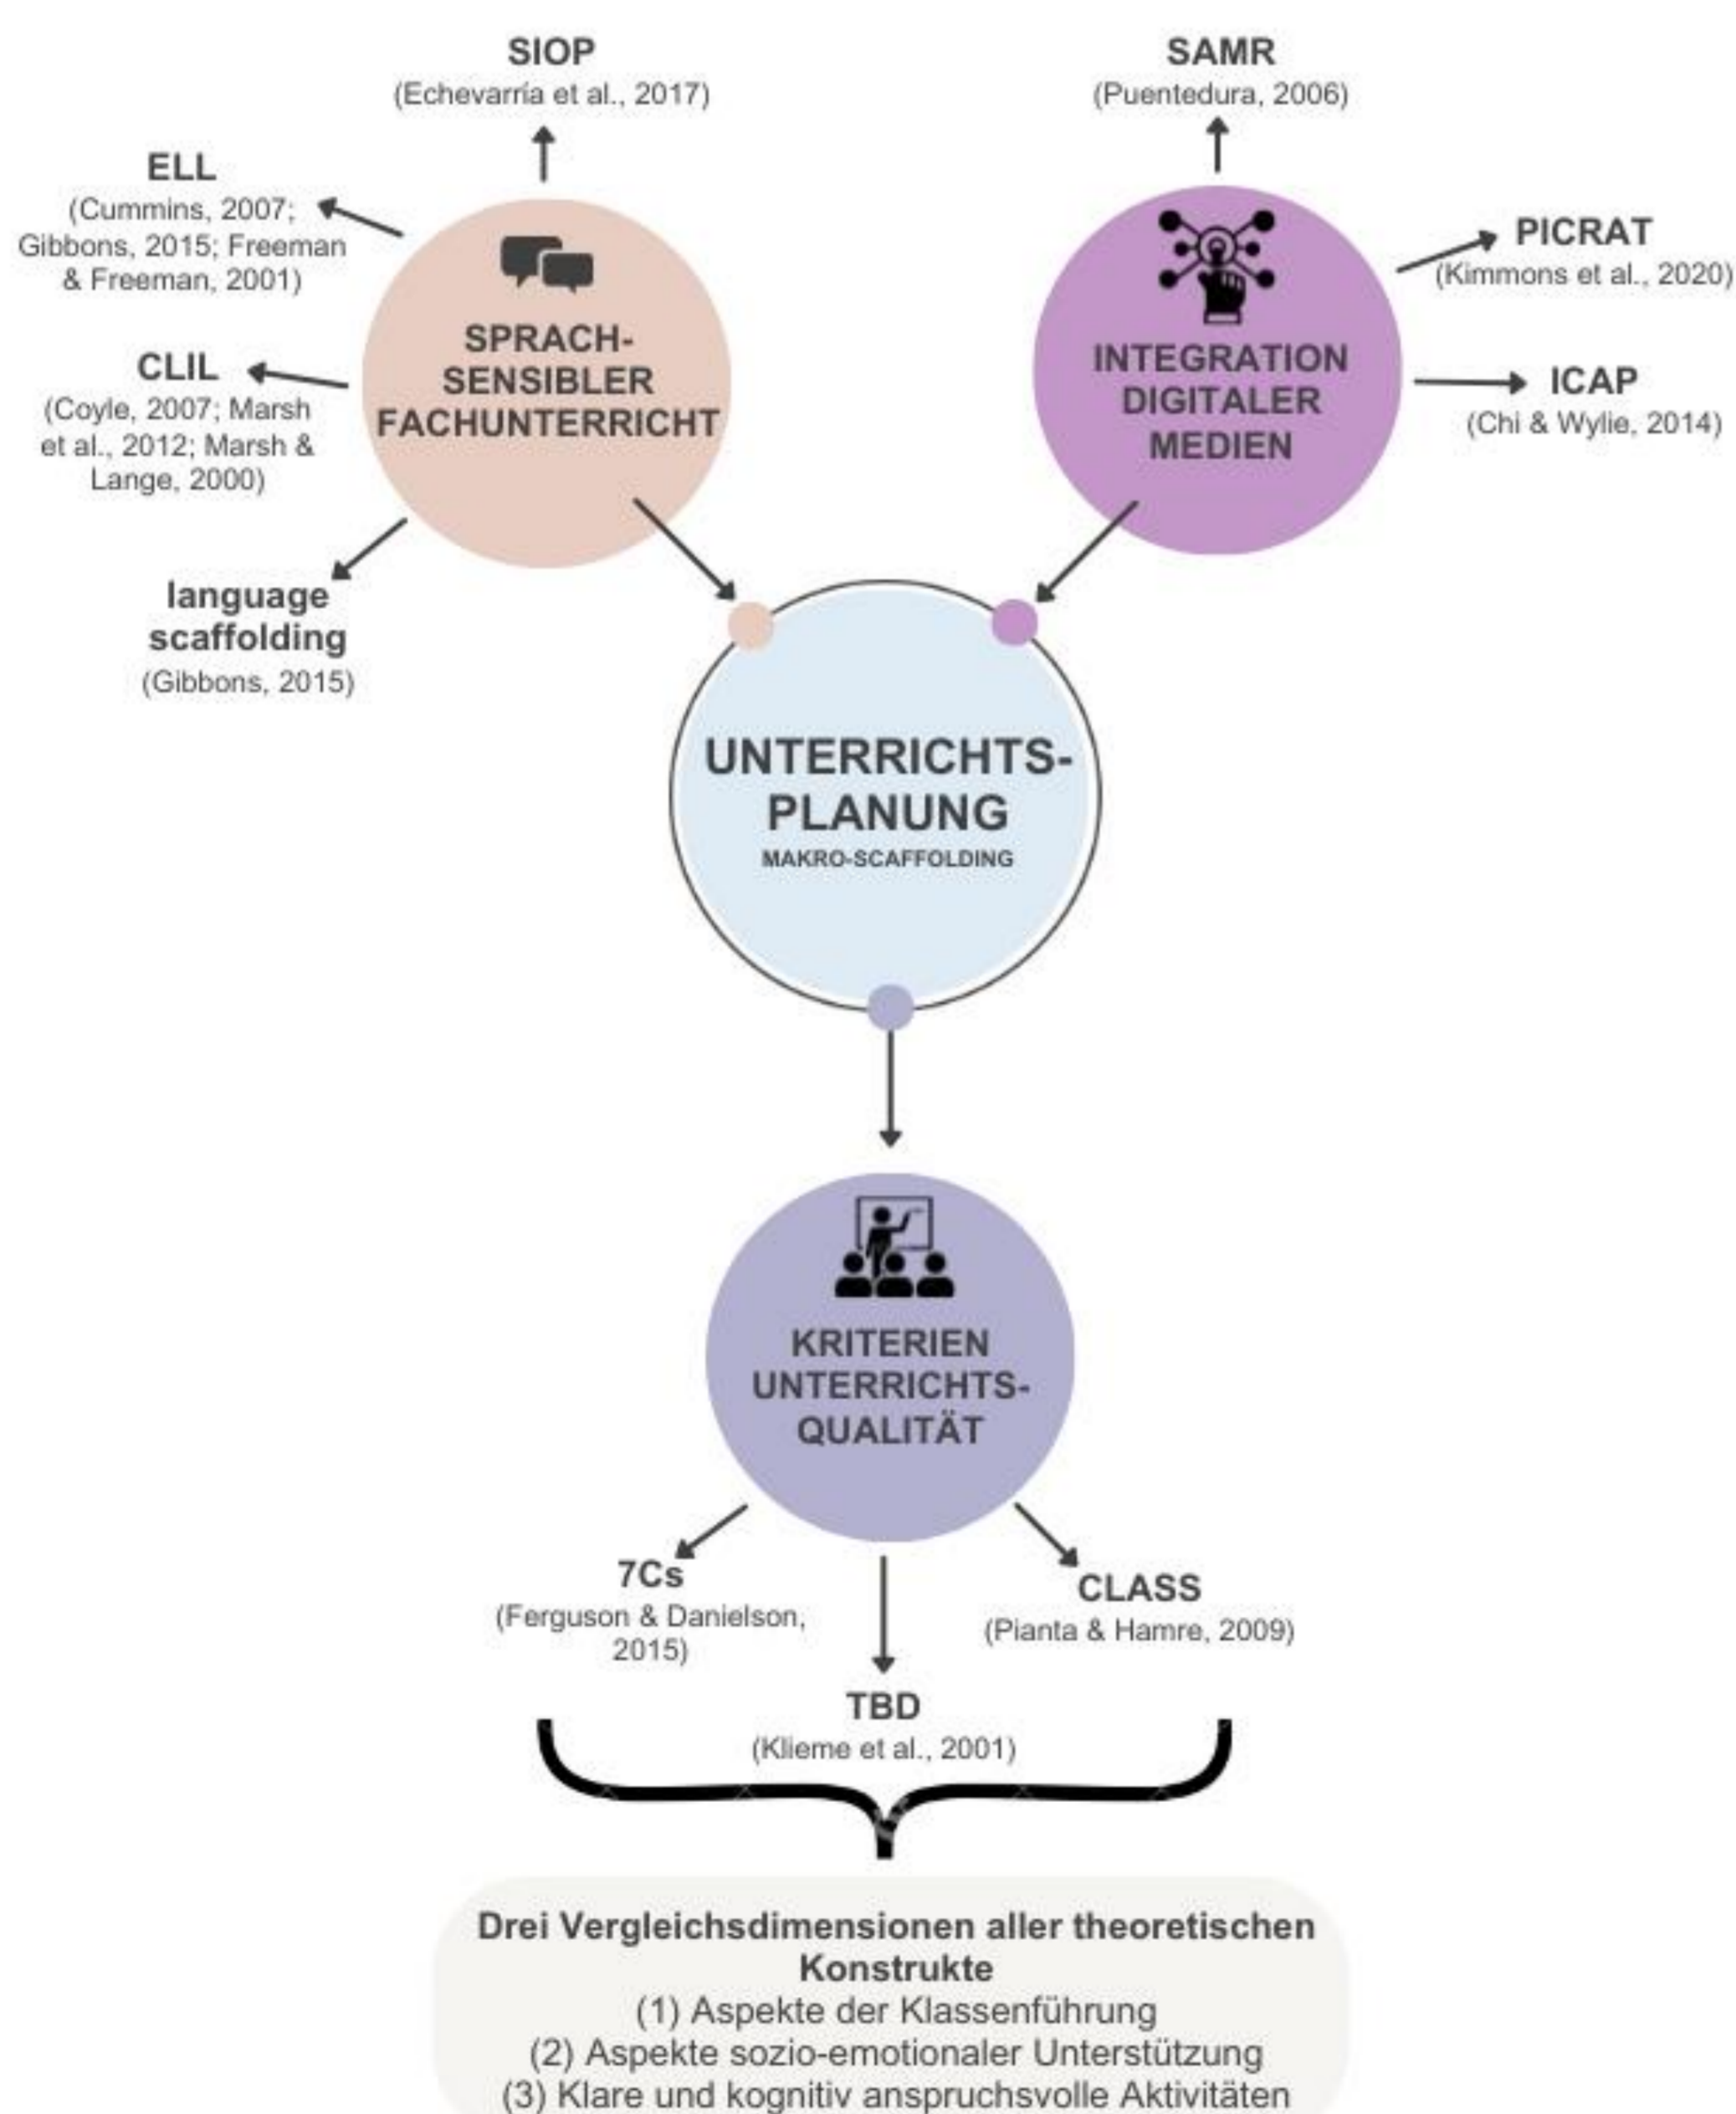 SIOP
(Echevarría et al., 2017)
ELL
(Cummins, 2007;
Gibbons, 2015; Freeman
& Freeman, 2001)
CLIL
(Coyle, 2007; Marsh
et al., 2012; Marsh &
Lange, 2000)
language
scaffolding
(Gibbons, 2015)
SPRACH-
SENSIBLER
FACHUNTERRICHT
SAMR
(Puentedura, 2006)
PICRAT
(Kimmons et al., 2020)
ICAP
(Chi & Wylie, 2014)
INTEGRATION
DIGITALER
MEDIEN
UNTERRICHTS-
PLANUNG
MAKRO-SCAFFOLDING
KRITERIEN
UNTERRICHTS-
QUALITÄT
7Cs
(Ferguson & Danielson,
2015)
TBD
(Klieme et al., 2001)
CLASS
(Pianta & Hamre, 2009)
Drei Vergleichsdimensionen aller theoretischen
Konstrukte
(1) Aspekte der Klassenführung
(2) Aspekte sozio-emotionaler Unterstützung
(3) Klare und kognitiv anspruchsvolle Aktivitäten